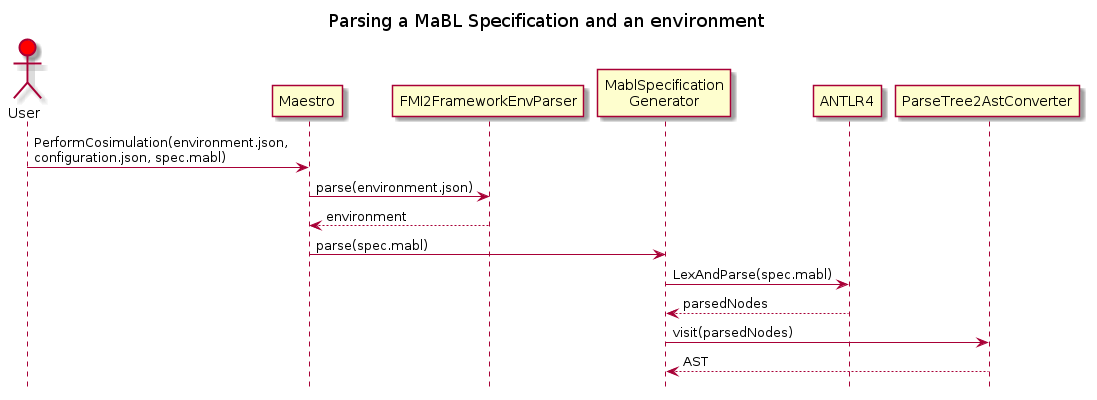 Parsing a MaBL Specification and an environment
User
Maestro
FMI2FrameworkEnvParser
MablSpecification
Generator
ANTLR4
ParseTree2AstConverter
PerformCosimulation(environment.json,
configuration.json, spec.mabl)
parse(environment.json)
environment
parse(spec.mabl)
LexAndParse(spec.mabl)
parsedNodes
visit(parsedNodes)
AST